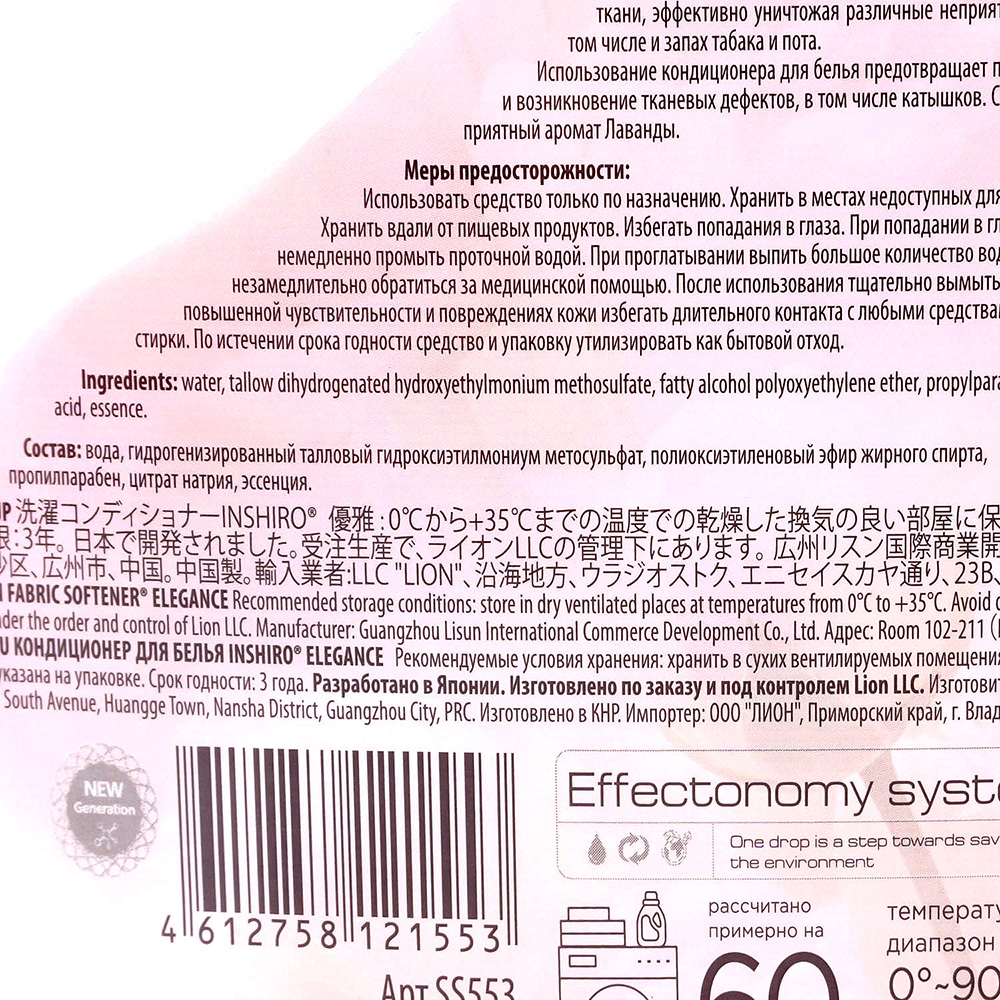 ткани, эффективно уничтожая различные
том числе и запах табака и пота.
Использование кондиционера для белья предотвращает
и возникновение тканевых дефектов, в том числе катышков.
приятный аромат Лаванды.
Меры предосторожности:
Использовать средство только по назначению. Хранить в местах недоступных для
Хранить вдали от пищевых продуктов. Избегать попадания в глаза. При попадании в
немедленно промыть проточной водой. При проглатывании выпить большое количество
незамедлительно обратиться за медицинской помощью. После использования тщательно вымыть
повышенной чувствительности и повреждениях кожи избегать длительного контакта с любыми
стирки. По истечении срока годности средство и упаковку утилизировать как бытовой отход.
Ingredients: water, tallow dihydrogenated hydroxyethylmonium methosulfate, fatty alcohol polyoxyethylene ether,
acid, essence.
Состав: вода, гидрогенизированный талловый гидроксиэтилмониум метосульфат, полиоксиэтиленовый эфир жирного спирта,
пропилпарабен, цитрат натрия, эссенция.
洗濯コンディショナーINSHIRO® 優雅:0℃から+35℃までの温度での乾燥した換気の良い部屋に保
限:3年。日本で開発されました。受注生産で、ライオンLLCの管理下にあります。広州リスン国際商業開
沙区、広州市、中国。中国製。輸入業者:LLC "LION"、沿海地方、ウラジオストク、エニセイスカヤ通り、23B、
FABRIC SOFTENER® ELEGANCE Recommended storage conditions: store in dry ventilated places at temperatures from 0°C to +35°C. Avoid
the order and control of Lion LLC. Manufacturer: Guangzhou Lisun International Commerce Development Co., Ltd. Адрес: Room 102-211
КОНДИЦИОНЕР ДЛЯ БЕЛЬЯ INSHIRO® ELEGANCE Рекомендуемые условия хранения: хранить в сухих вентилируемых
указана на упаковке. Срок годности: 3 года. Разработано в Японии. Изготовлено по заказу и под контролем Lion LLC.
South Avenue, Huangge Town, Nansha District, Guangzhou City, PRC. Изготовлено в КНР. Импортер: ООО "ЛИОН", Приморский край, г.
NEW
Generation
4 612758 121553
Арт SS553
Effectonomy
One drop is a step towards
the environment
рассчитано
примерно на
60
диапазон
0°~90